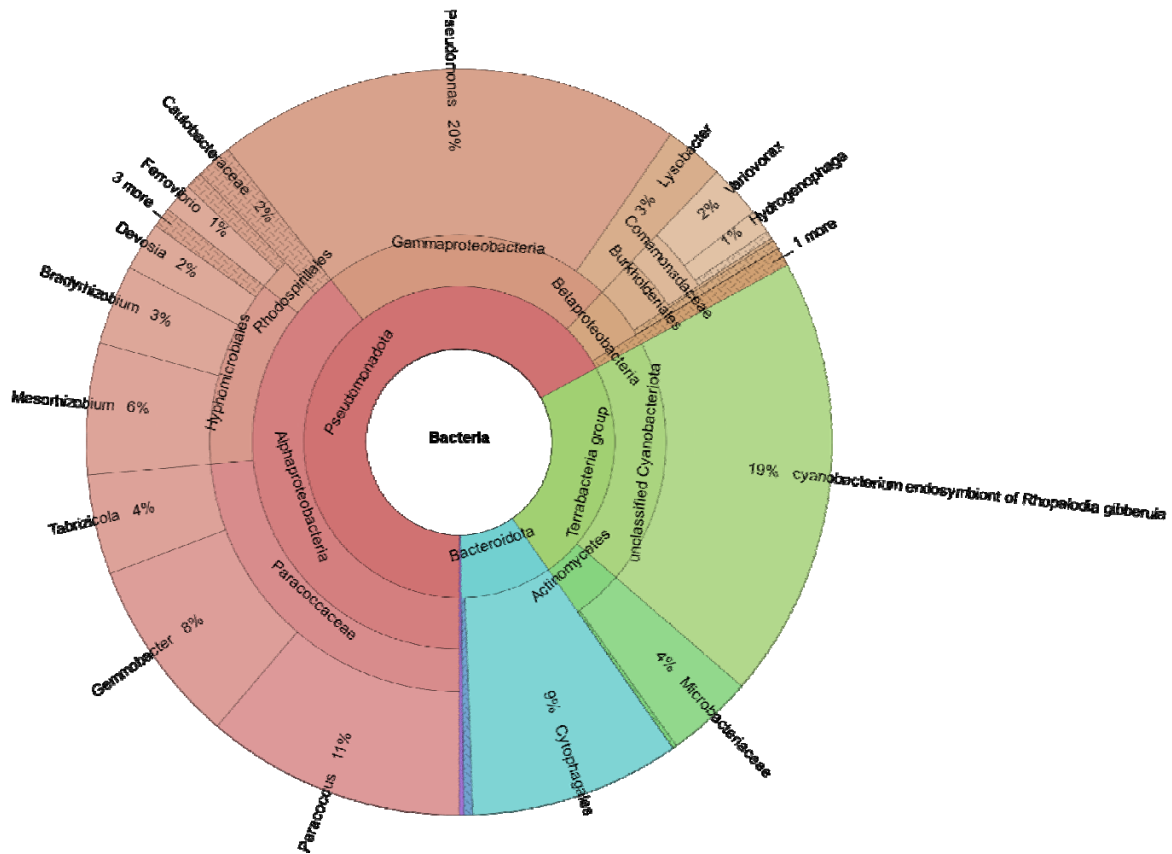 Pseudomonas 20%
Lysobacter 3%
Variovorax 2%
Hydrogenophaga 1%
1 more
Caulobacteraceae 2%
Ferrovibrio 1%
3 more
Devosia 2%
Bradyrhizobium 3%
Mesorhizobium 6%
Tabrizicola 4%
Gemmobacter 8%
Paracoccus 11%
9% Cytophagales
4% Microbacteriaceae
19% cyanobacterium endosymbiont of Rhopalodia gibberula
Gammaproteobacteria
Betaproteobacteria
Burkholderiales
Comamonadaceae
Rhodospirillales
Hyphomicrobiales
Pseudomonadota
Alphaproteobacteria
Paracoccaceae
Bacteria
Terrabacteria group
unclassified Cyanobacteriota
Actinomycetes
Bacteroidota